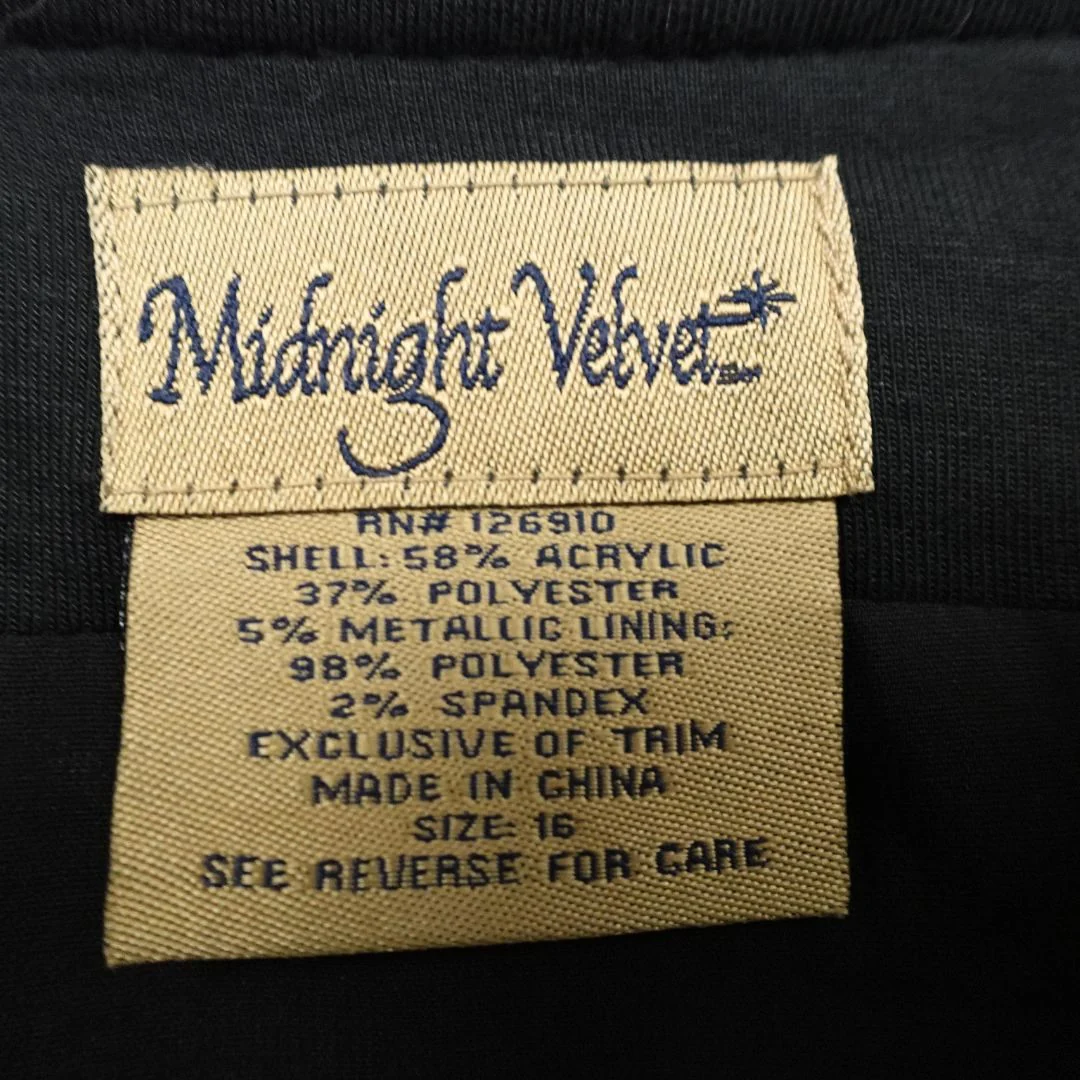 Midnight Velvet
RN# 126910
SHELL: 58% ACRYLIC
37% POLYESTER
5% METALLIC LINING:
98% POLYESTER
2% SPANDEX
EXCLUSIVE OF TRIM
MADE IN CHINA
SIZE: 16
SEE REVERSE FOR CARE